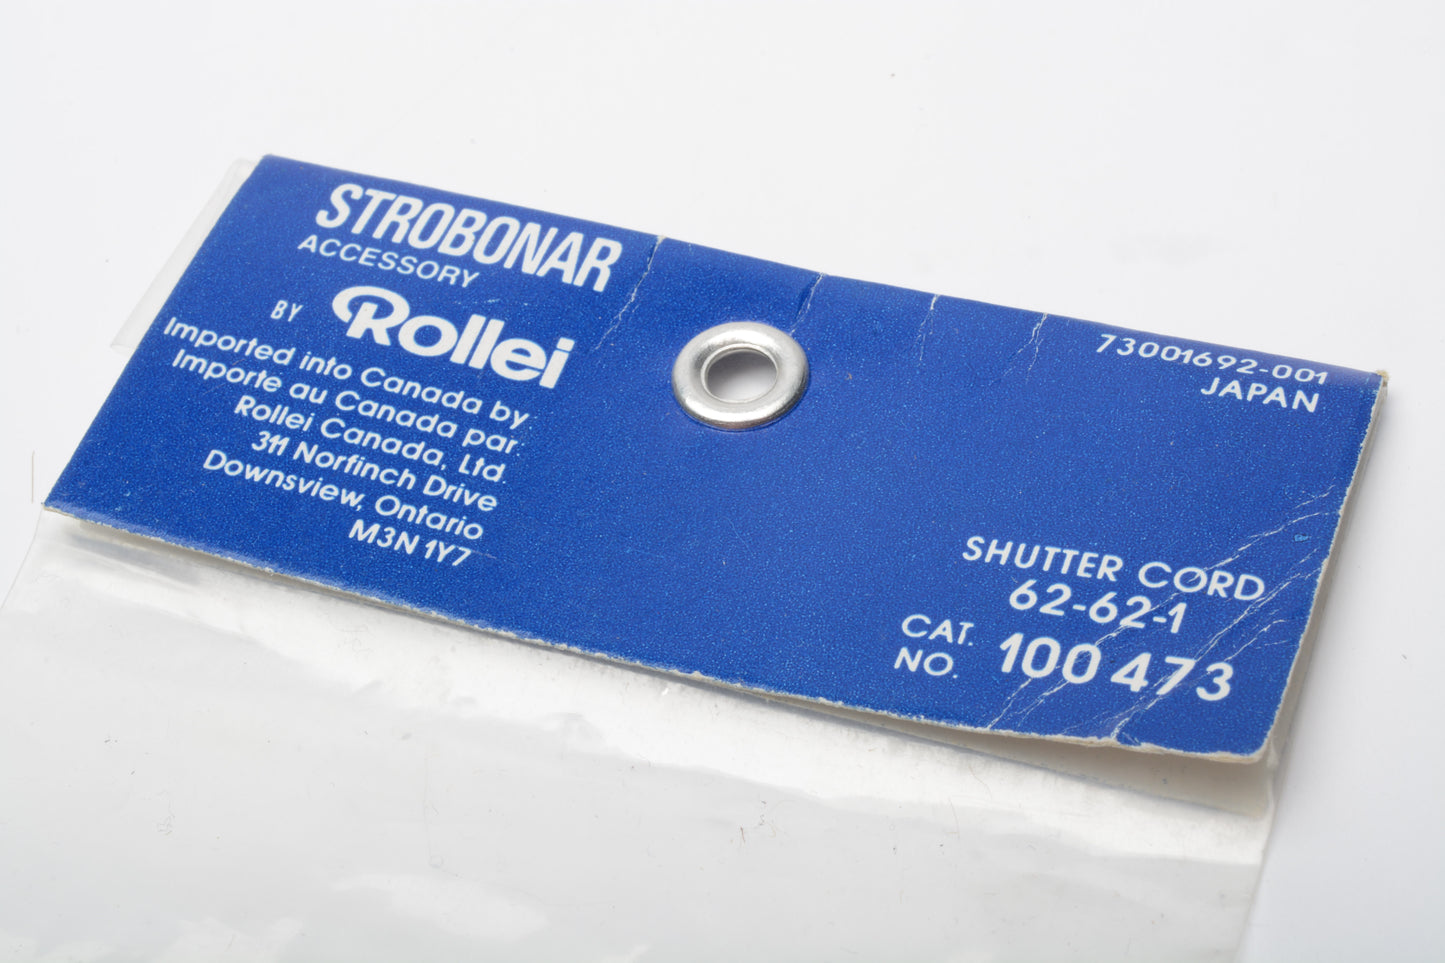 STROBONAR
ACCESSORY
BY Rollei
Imported into Canada by
Importe au Canada par:
Rollei Canada, Ltd.
311 Norfinch Drive
Downsview, Ontario
M3N 1Y7
73001692-001
JAPAN
SHUTTER CORD
62-62-1
CAT. NO. 100 473